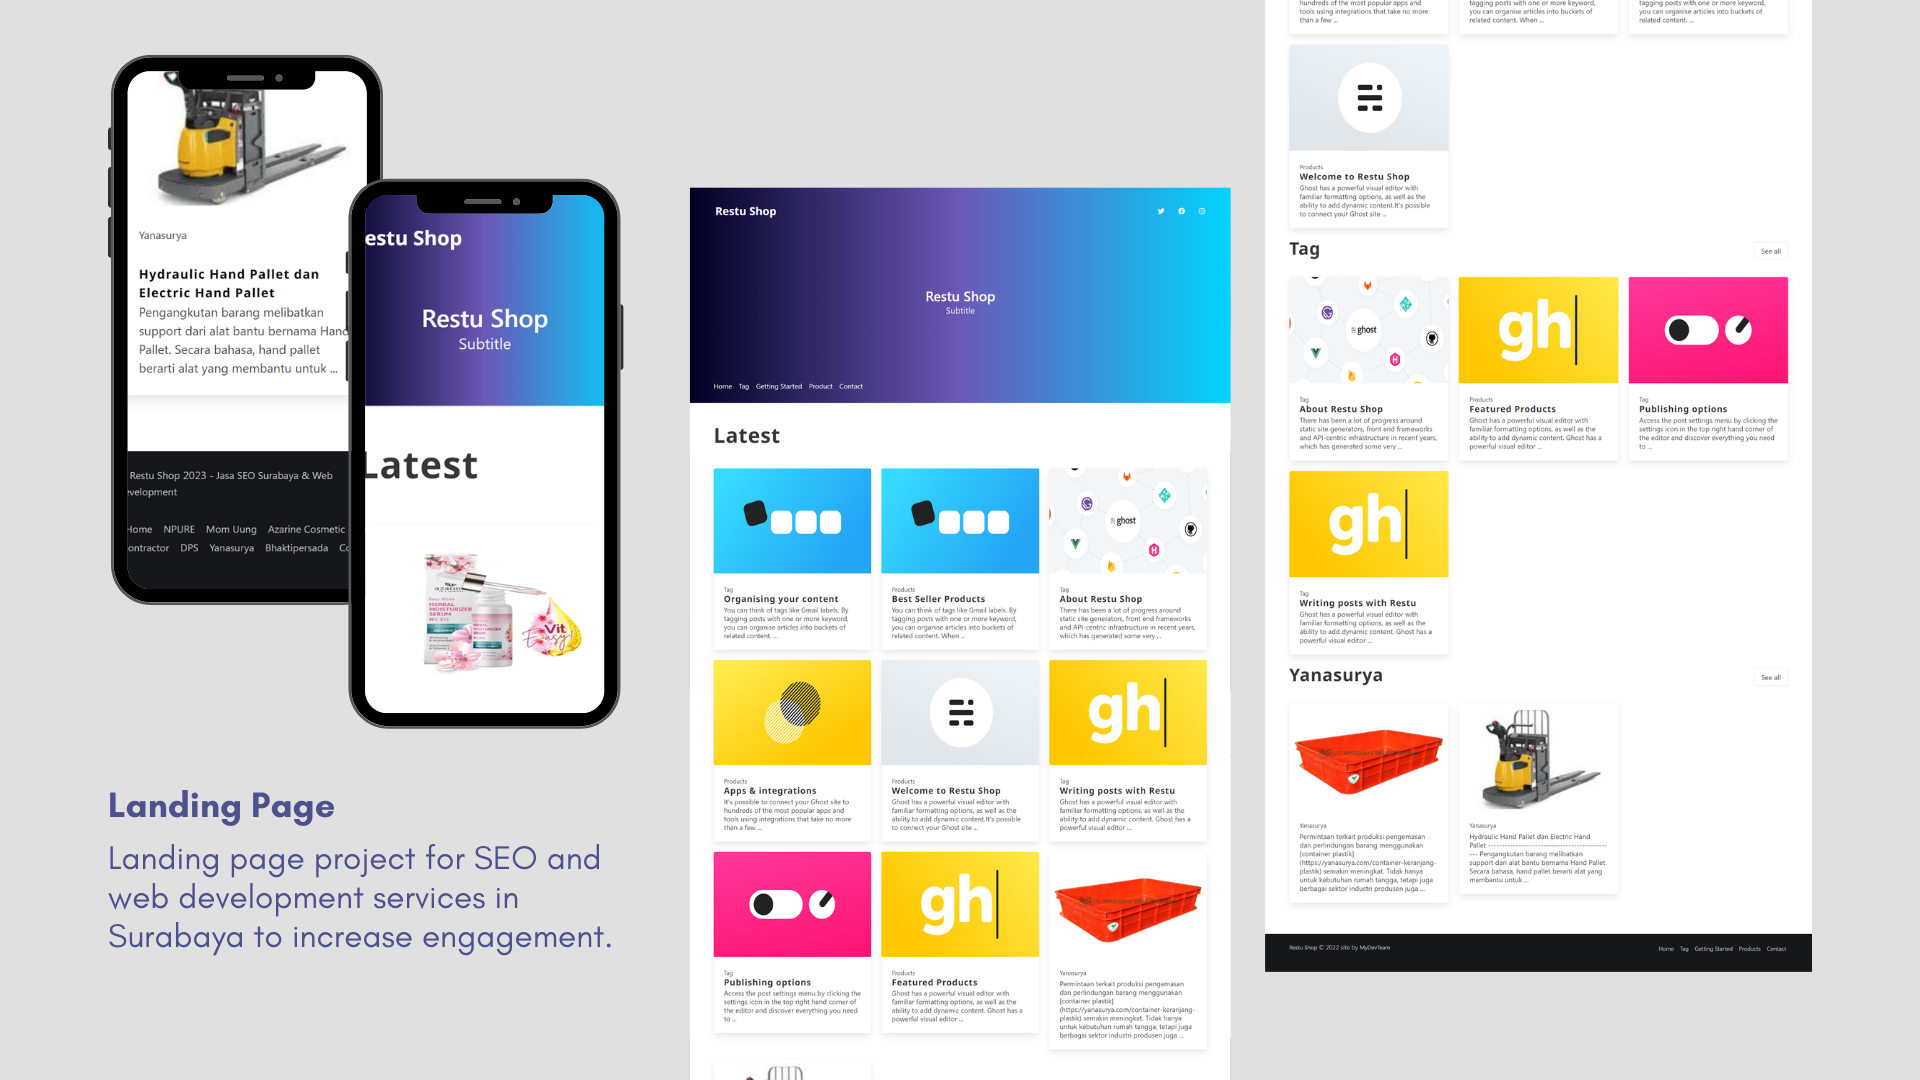 Yanasurya
Hydraulic Hand Pallet dan
Electric Hand Pallet
Pengangkutan barang melibatkan
support dari alat bantu bernama Hand
Pallet. Secara bahasa, hand pallet
berarti alat yang membantu untuk ...
Restu Shop 2023 - Jasa SEO Surabaya & Web
evelopment
Home NPURE Mom Uung Azarine Cosmetic
ontractor DPS Yanasurya Bhaktipersada Co
estu Shop
Restu Shop
Subtitle
Latest
HERBAL
MOISTURIZER
SERUM
Vit
Landing Page
Landing page project for SEO and
web development services in
Surabaya to increase engagement.
Restu Shop
Restu Shop
Subtitle
Home Tag Getting Started Product Contact
Latest
Tag
Organising your content
You can think of tags like Gmail labels. By
tagging posts with one or more keyword,
you can organise articles into buckets of
related content. ...
Products
Best Seller Products
You can think of tags like Gmail labels. By
tagging posts with one or more keyword,
you can organise articles into buckets of
related content. When ...
ghost
Tag
About Restu Shop
There has been a lot of progress around
static site generators, front end frameworks
and API-centric infrastructure in recent years,
which has generated some very ...
Products
Apps & integrations
It's possible to connect your Ghost site to
hundreds of the most popular apps and
tools using integrations that take no more
than a few ...
Products
Welcome to Restu Shop
Ghost has a powerful visual editor with
familiar formatting options, as well as the
ability to add dynamic content.It's possible
to connect your Ghost site ...
gh
Tag
Writing posts with Restu
Ghost has a powerful visual editor with
familiar formatting options, as well as the
ability to add dynamic content. Ghost has a
powerful visual editor ...
Tag
Publishing options
Access the post settings menu by clicking the
settings icon in the top right hand corner of
the editor and discover everything you need
to ...
gh
Products
Featured Products
Ghost has a powerful visual editor with
familiar formatting options, as well as the
ability to add dynamic content. Ghost has a
powerful visual editor ...
Yanasurya
Permintaan terkait produksi pengemasan
dan perlindungan barang menggunakan
[container plastik]
(https://yanasurya.com/container-keranjang-
plastik) semakin meningkat. Tidak hanya
untuk kebutuhan rumah tangga, tetapi juga
berbagai sektor industri produsen juga ...
hundreds of the most popular apps and
tools using integrations that take no more
than a few ...
tagging posts with one or more keyword,
you can organise articles into buckets of
related content. When ...
tagging posts with one or more keyword,
you can organise articles into buckets of
related content. ...
Products
Welcome to Restu Shop
Ghost has a powerful visual editor with
familiar formatting options, as well as the
ability to add dynamic content.It's possible
to connect your Ghost site ...
Tag
See all
ghost
Tag
About Restu Shop
There has been a lot of progress around
static site generators, front end frameworks
and API-centric infrastructure in recent years,
which has generated some very ...
gh
Products
Featured Products
Ghost has a powerful visual editor with
familiar formatting options, as well as the
ability to add dynamic content. Ghost has a
powerful visual editor ...
Tag
Publishing options
Access the post settings menu by clicking the
settings icon in the top right hand corner of
the editor and discover everything you need
to ...
gh
Tag
Writing posts with Restu
Ghost has a powerful visual editor with
familiar formatting options, as well as the
ability to add dynamic content. Ghost has a
powerful visual editor ...
Yanasurya
See all
Yanasurya
Permintaan terkait produksi pengemasan
dan perlindungan barang menggunakan
[container plastik]
(https://yanasurya.com/container-keranjang-
plastik) semakin meningkat. Tidak hanya
untuk kebutuhan rumah tangga, tetapi juga
berbagai sektor industri produsen juga ...
Yanasurya
Hydraulic Hand Pallet dan Electric Hand
Pallet ----------------------------------------
--- Pengangkutan barang melibatkan
support dari alat bantu bernama Hand Pallet.
Secara bahasa, hand pallet berarti alat yang
membantu untuk ...
Restu Shop © 2022 site by MyDevTeam
Home Tag Getting Started Products Contact